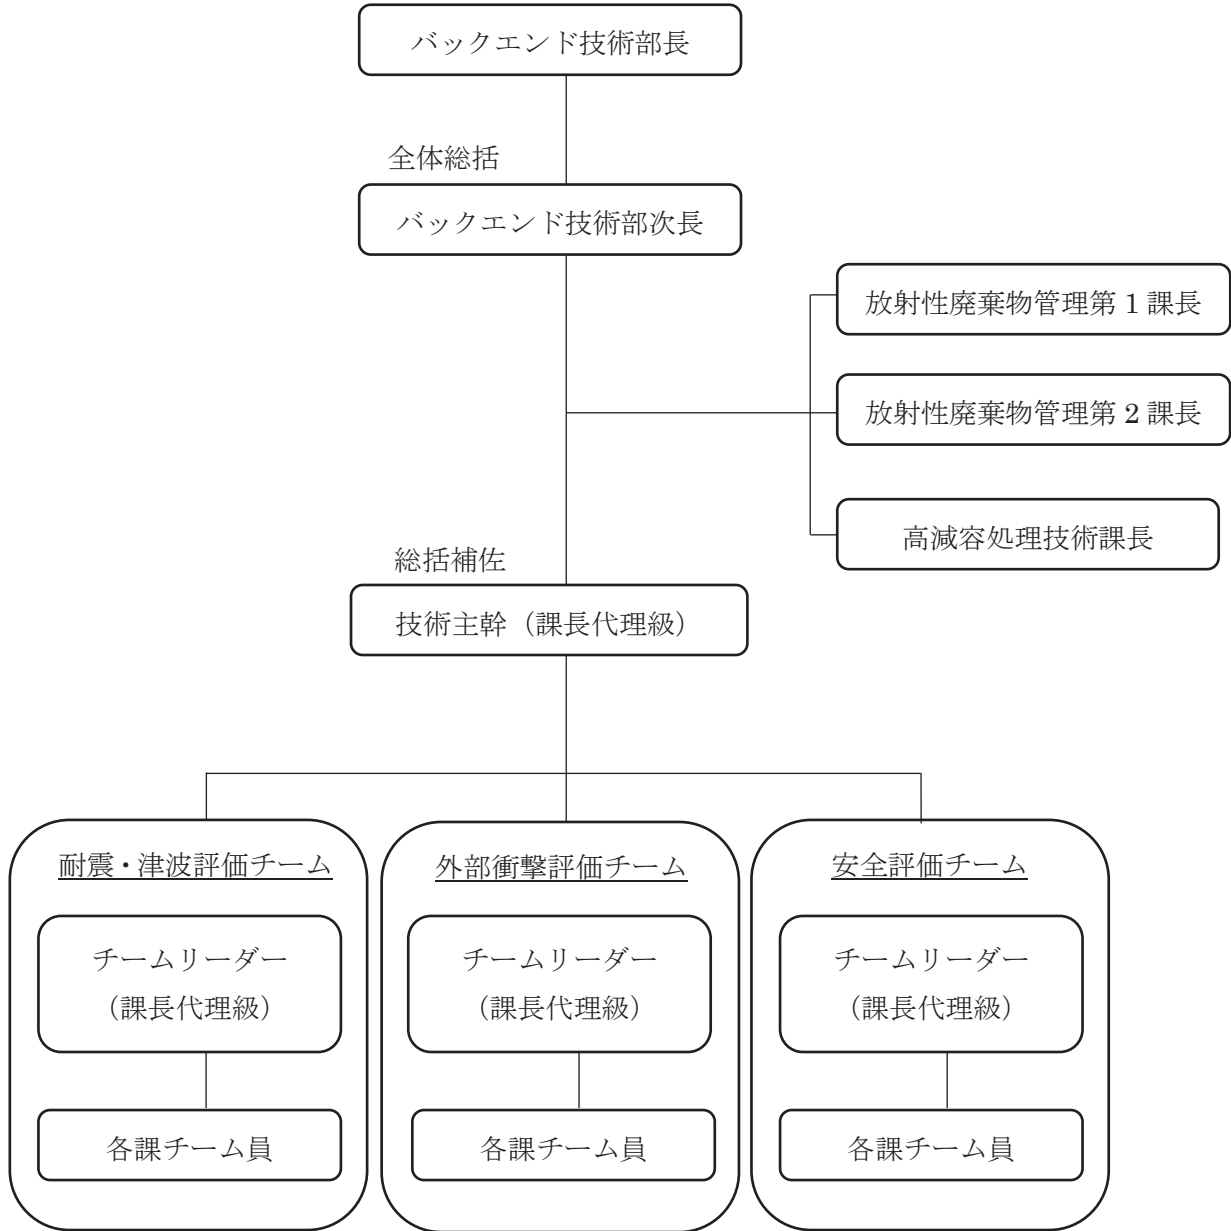 バックエンド技術部長
全体総括
バックエンド技術部次長
放射性廃棄物管理第 1 課長
放射性廃棄物管理第 2 課長
高減容処理技術課長
総括補佐
技術主幹（課長代理級）
耐震・津波評価チーム
チームリーダー
（課長代理級）
各課チーム員
外部衝撃評価チーム
チームリーダー
（課長代理級）
各課チーム員
安全評価チーム
チームリーダー
（課長代理級）
各課チーム員